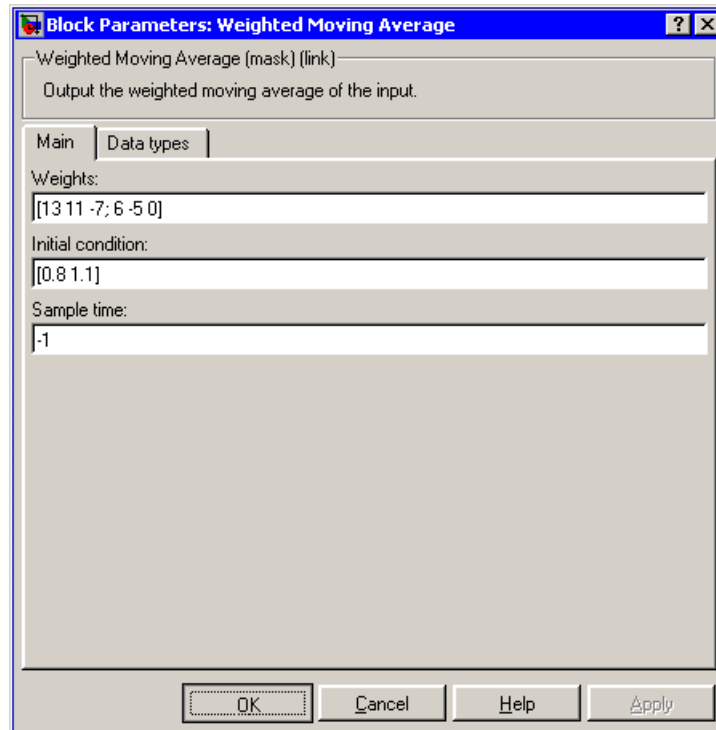 Block Parameters: Weighted Moving Average
Weighted Moving Average (mask) (link)
Output the weighted moving average of the input.
Main Data types
Weights:
[13 11 -7; 6 -5 0]
Initial condition:
[0.8 1.1]
Sample time:
-1
OK Cancel Help Apply